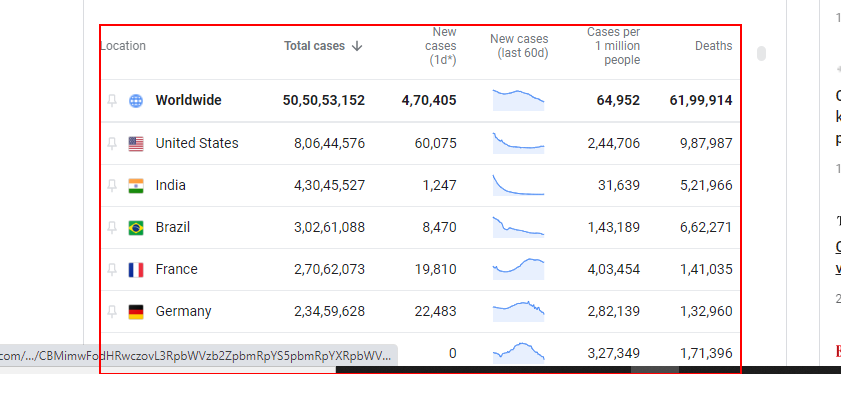 Location Total cases ↓ New cases (1d*) New cases (last 60d) Cases per 1 million people Deaths
Worldwide 50,50,53,152 4,70,405 64,952 61,99,914
United States 8,06,44,576 60,075 2,44,706 9,87,987
India 4,30,45,527 1,247 31,639 5,21,966
Brazil 3,02,61,088 8,470 1,43,189 6,62,271
France 2,70,62,073 19,810 4,03,454 1,41,035
Germany 2,34,59,628 22,483 2,82,139 1,32,960
0 3,27,349 1,71,396
com/.../CBMimwFodHRwczovL3RpbWVzb2ZpbmRpYS5pbmRpYXRpbWV...